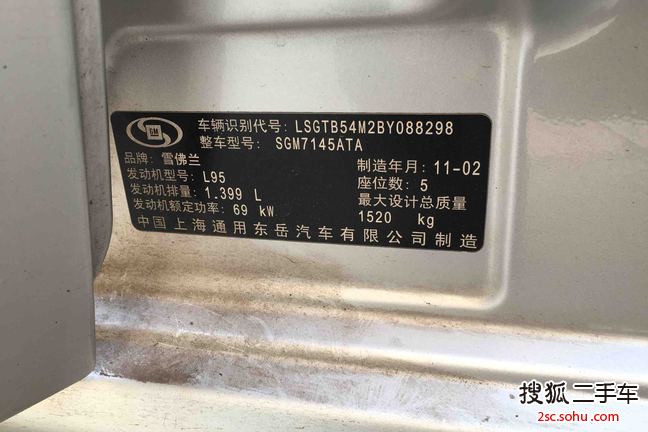 GM
车辆识别代号: LSGTB54M2BY088298
整车型号: SGM7145ATA
品牌: 雪佛兰
制造年月: 11-02
发动机型号: L95
座位数: 5
发动机排量: 1.399 L
最大设计总质量
发动机额定功率: 69 kW
1520 kg
中国上海通用东岳汽车有限公司制造
搜狐二手车
2sc.sohu.com